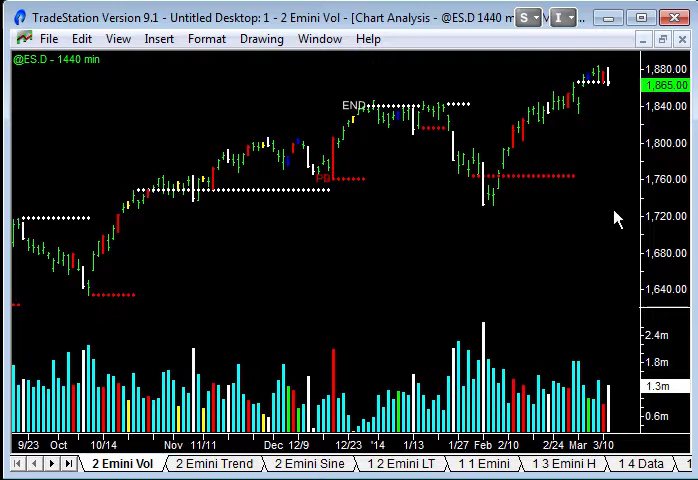 TradeStation Version 9.1 - Untitled Desktop: 1 - 2 Emini Vol - [Chart Analysis - @ES.D 1440 min
S
I
File Edit View Insert Format Drawing Window Help
@ES.D - 1440 min
1,880.00
1,865.00
END
1,840.00
1,800.00
1,760.00
1,720.00
1,680.00
1,640.00
2.4m
1.8m
1.3m
0.6m
9/23 Oct 10/14 Nov 11/11 Dec 12/9 12/23 '14 1/13 1/27 Feb 2/10 2/24 Mar 3/10
2 Emini Vol 2 Emini Trend 2 Emini Sine 1 2 Emini LT 1 1 Emini 1 3 Emini H 1 4 Data 1